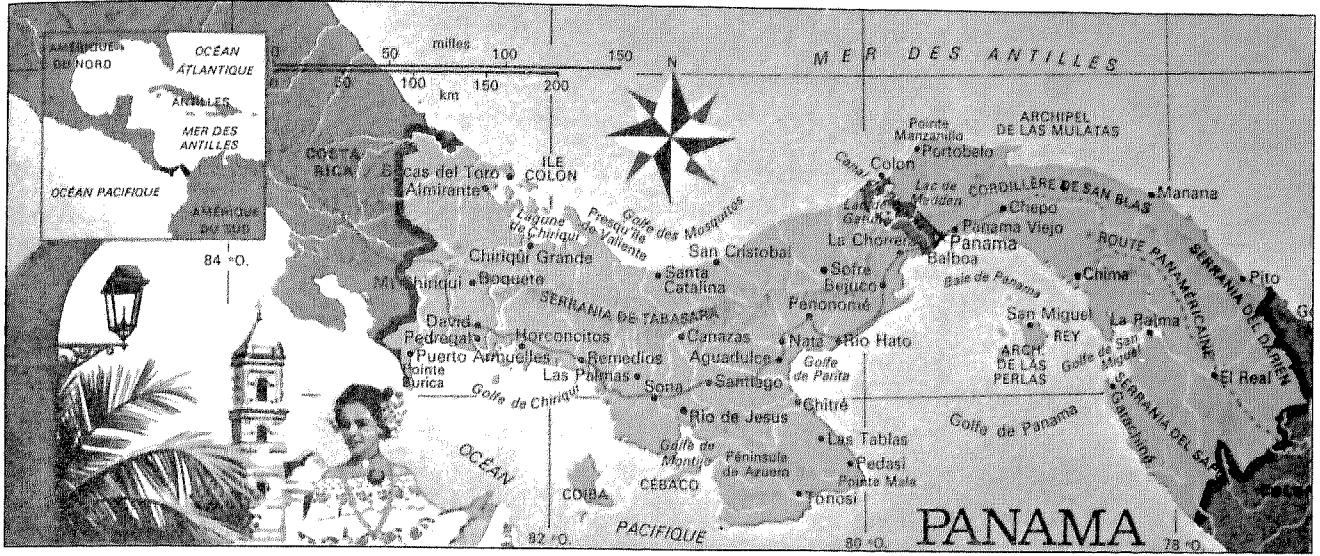 AMÉRIQUE
DU NORD
OCÉAN
ATLANTIQUE
ANTILLES
MER DES
ANTILLES
OCÉAN PACIFIQUE
AMÉRIQUE
DU SUD
50
milles
100
150
0
50
100
150
200
km
N
MER DES ANTILLES
COSTA
RICA
Bocas del Toro
Almirante
ILE
COLON
Lagune
de Chiriqui
Presqu'île
de Valiente
Golfe des Mosquitos
Chiriqui Grande
San Cristobal
Santa
Catalina
Pointe
Manzanillo
Portobelo
Colon
Canal
Lac de
Gatun
Lac de
Madden
ARCHIPEL
DE LAS MULATAS
CORDILLÈRE DE SAN BLAS
Manana
Chepo
Panama Viejo
Panama
La Chorrera
Balboa
ROUTE PANAMÉRICAINE
SERRANIA DEL DARIEN
Pito
84 °O.
Mt Chiriqui
Boquete
SERRANIA DE TABASARA
Sofre
Bejuco
Penonomé
Baie de Panama
Chima
San Miguel
REY
ARCH.
DE LAS
PERLAS
La Palma
Golfe de San
Miguel
El Real
David
Pedregal
Horconcitos
Canazas
Nata
Rio Hato
Puerto Armuelles
Pointe
Burica
Remedios
Aguadulce
Golfe
de Parita
Las Palmas
Sona
Santiago
Golfe de Chiriqui
Chitré
Rio de Jesus
Golfe de Panama
Garachiné
SERRANIA DEL SAPO
Golfe de
Montijo
Péninsule
de Azuero
Las Tablas
Pedasi
Pointe Mala
Tonosi
OCÉAN
PACIFIQUE
COIBA
CÉBACO
82 °O.
80 °O.
78 °O.
PANAMA